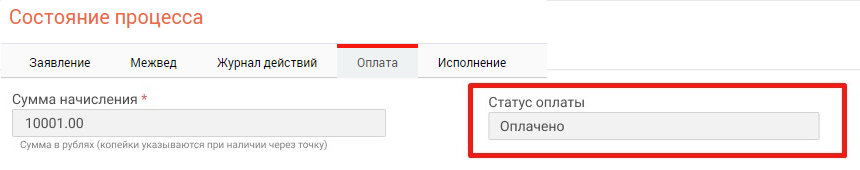 Состояние процесса
Заявление Межвед Журнал действий Оплата Исполнение
Сумма начисления * Статус оплаты
10001.00 Оплачено
Сумма в рублях (копейки указываются при наличии через точку)